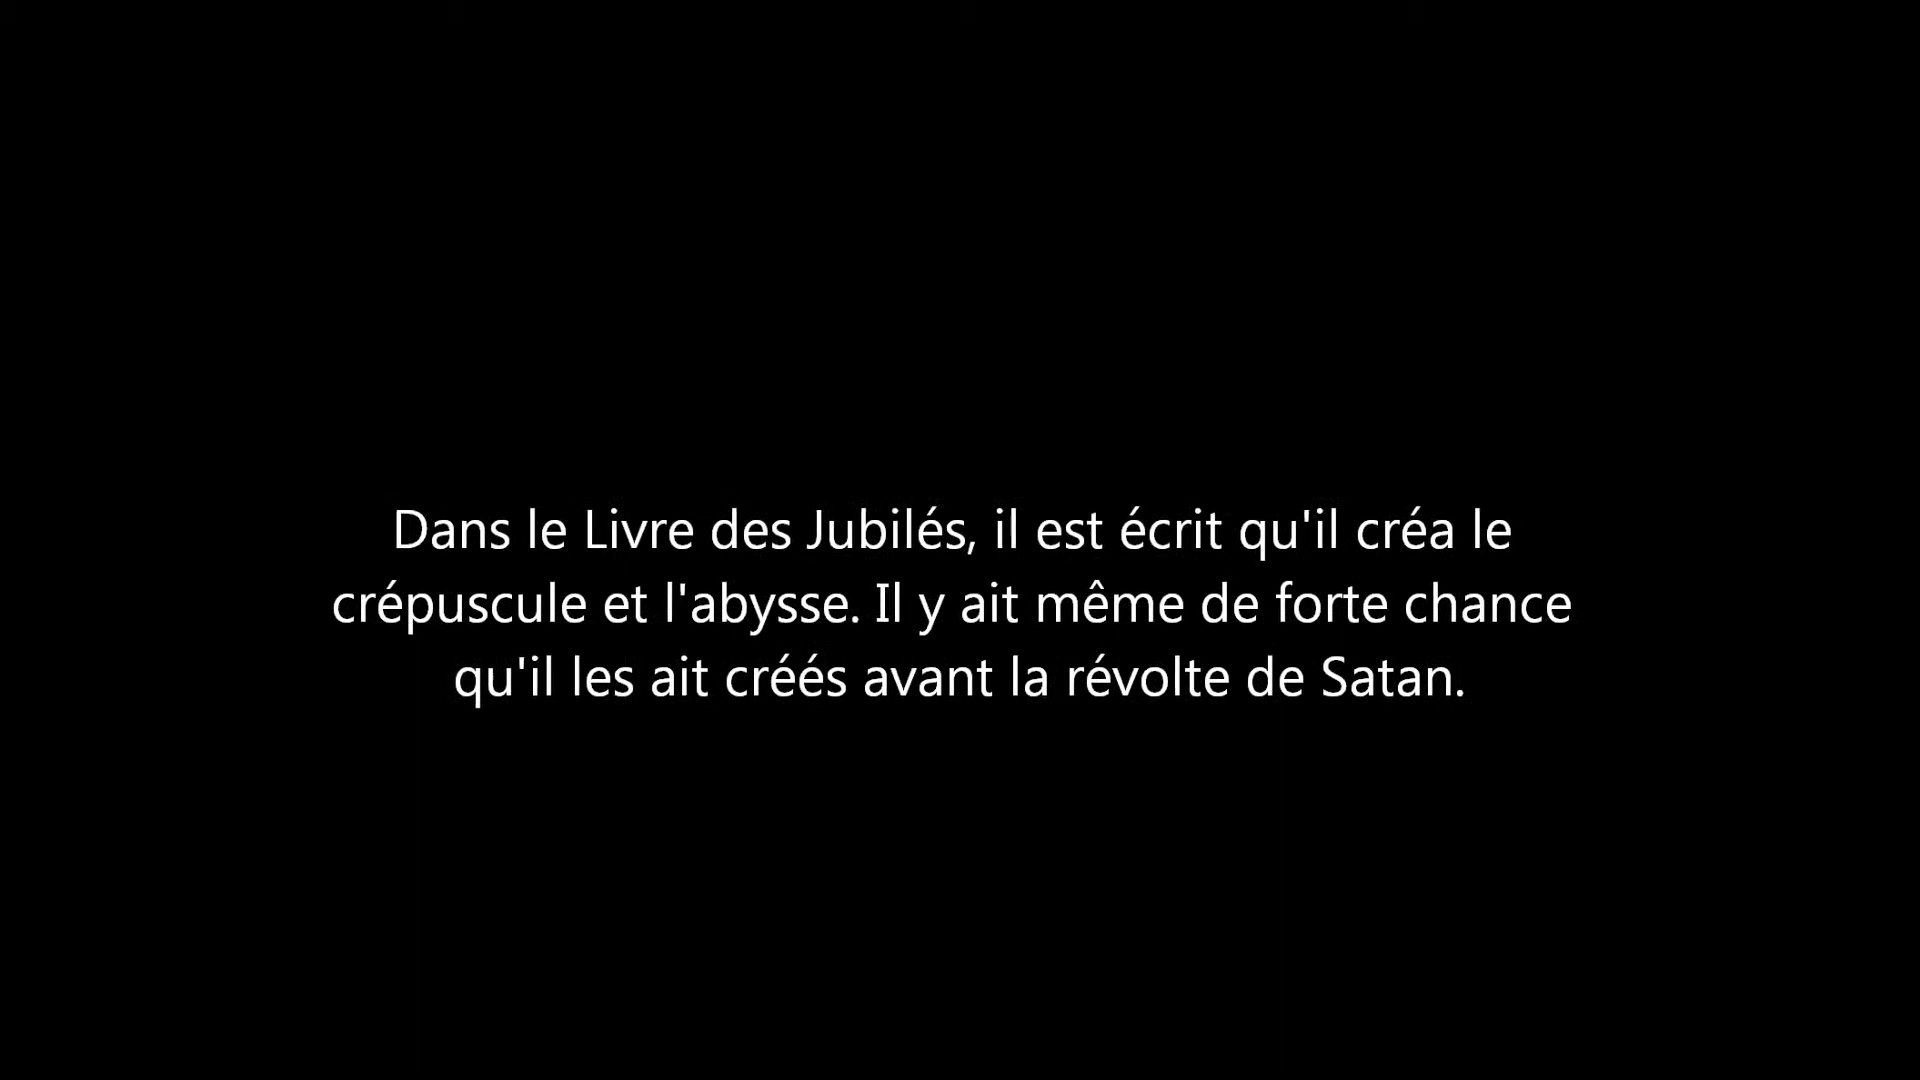 Dans le Livre des Jubilés, il est écrit qu'il créa le
crépuscule et l'abysse. Il y ait même de forte chance
qu'il les ait créés avant la révolte de Satan.